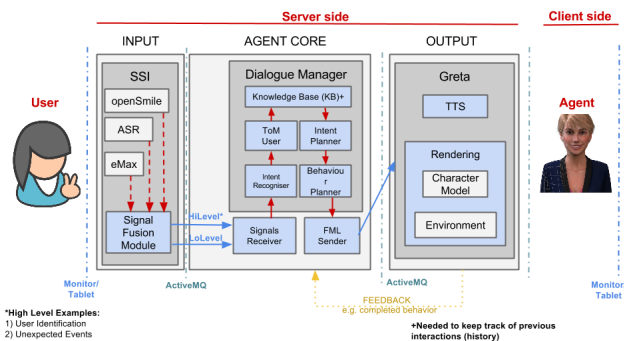 Server side
Client side
INPUT
AGENT CORE
OUTPUT
SSI
openSmile
ASR
eMax
Signal
Fusion
Module
HiLevel*
LoLevel
Dialogue Manager
Knowledge Base (KB)+
ToM
User
Intent
Planner
Intent
Recogniser
Behaviou
r
Planner
Signals
Receiver
FML
Sender
Greta
TTS
Rendering
Character
Model
Environment
User
Agent
Monitor/
Tablet
ActiveMQ
ActiveMQ
Monitor/
Tablet
FEEDBACK
e.g. completed behavior
*High Level Examples:
1) User Identification
2) Unexpected Events
+Needed to keep track of previous
interactions (history)